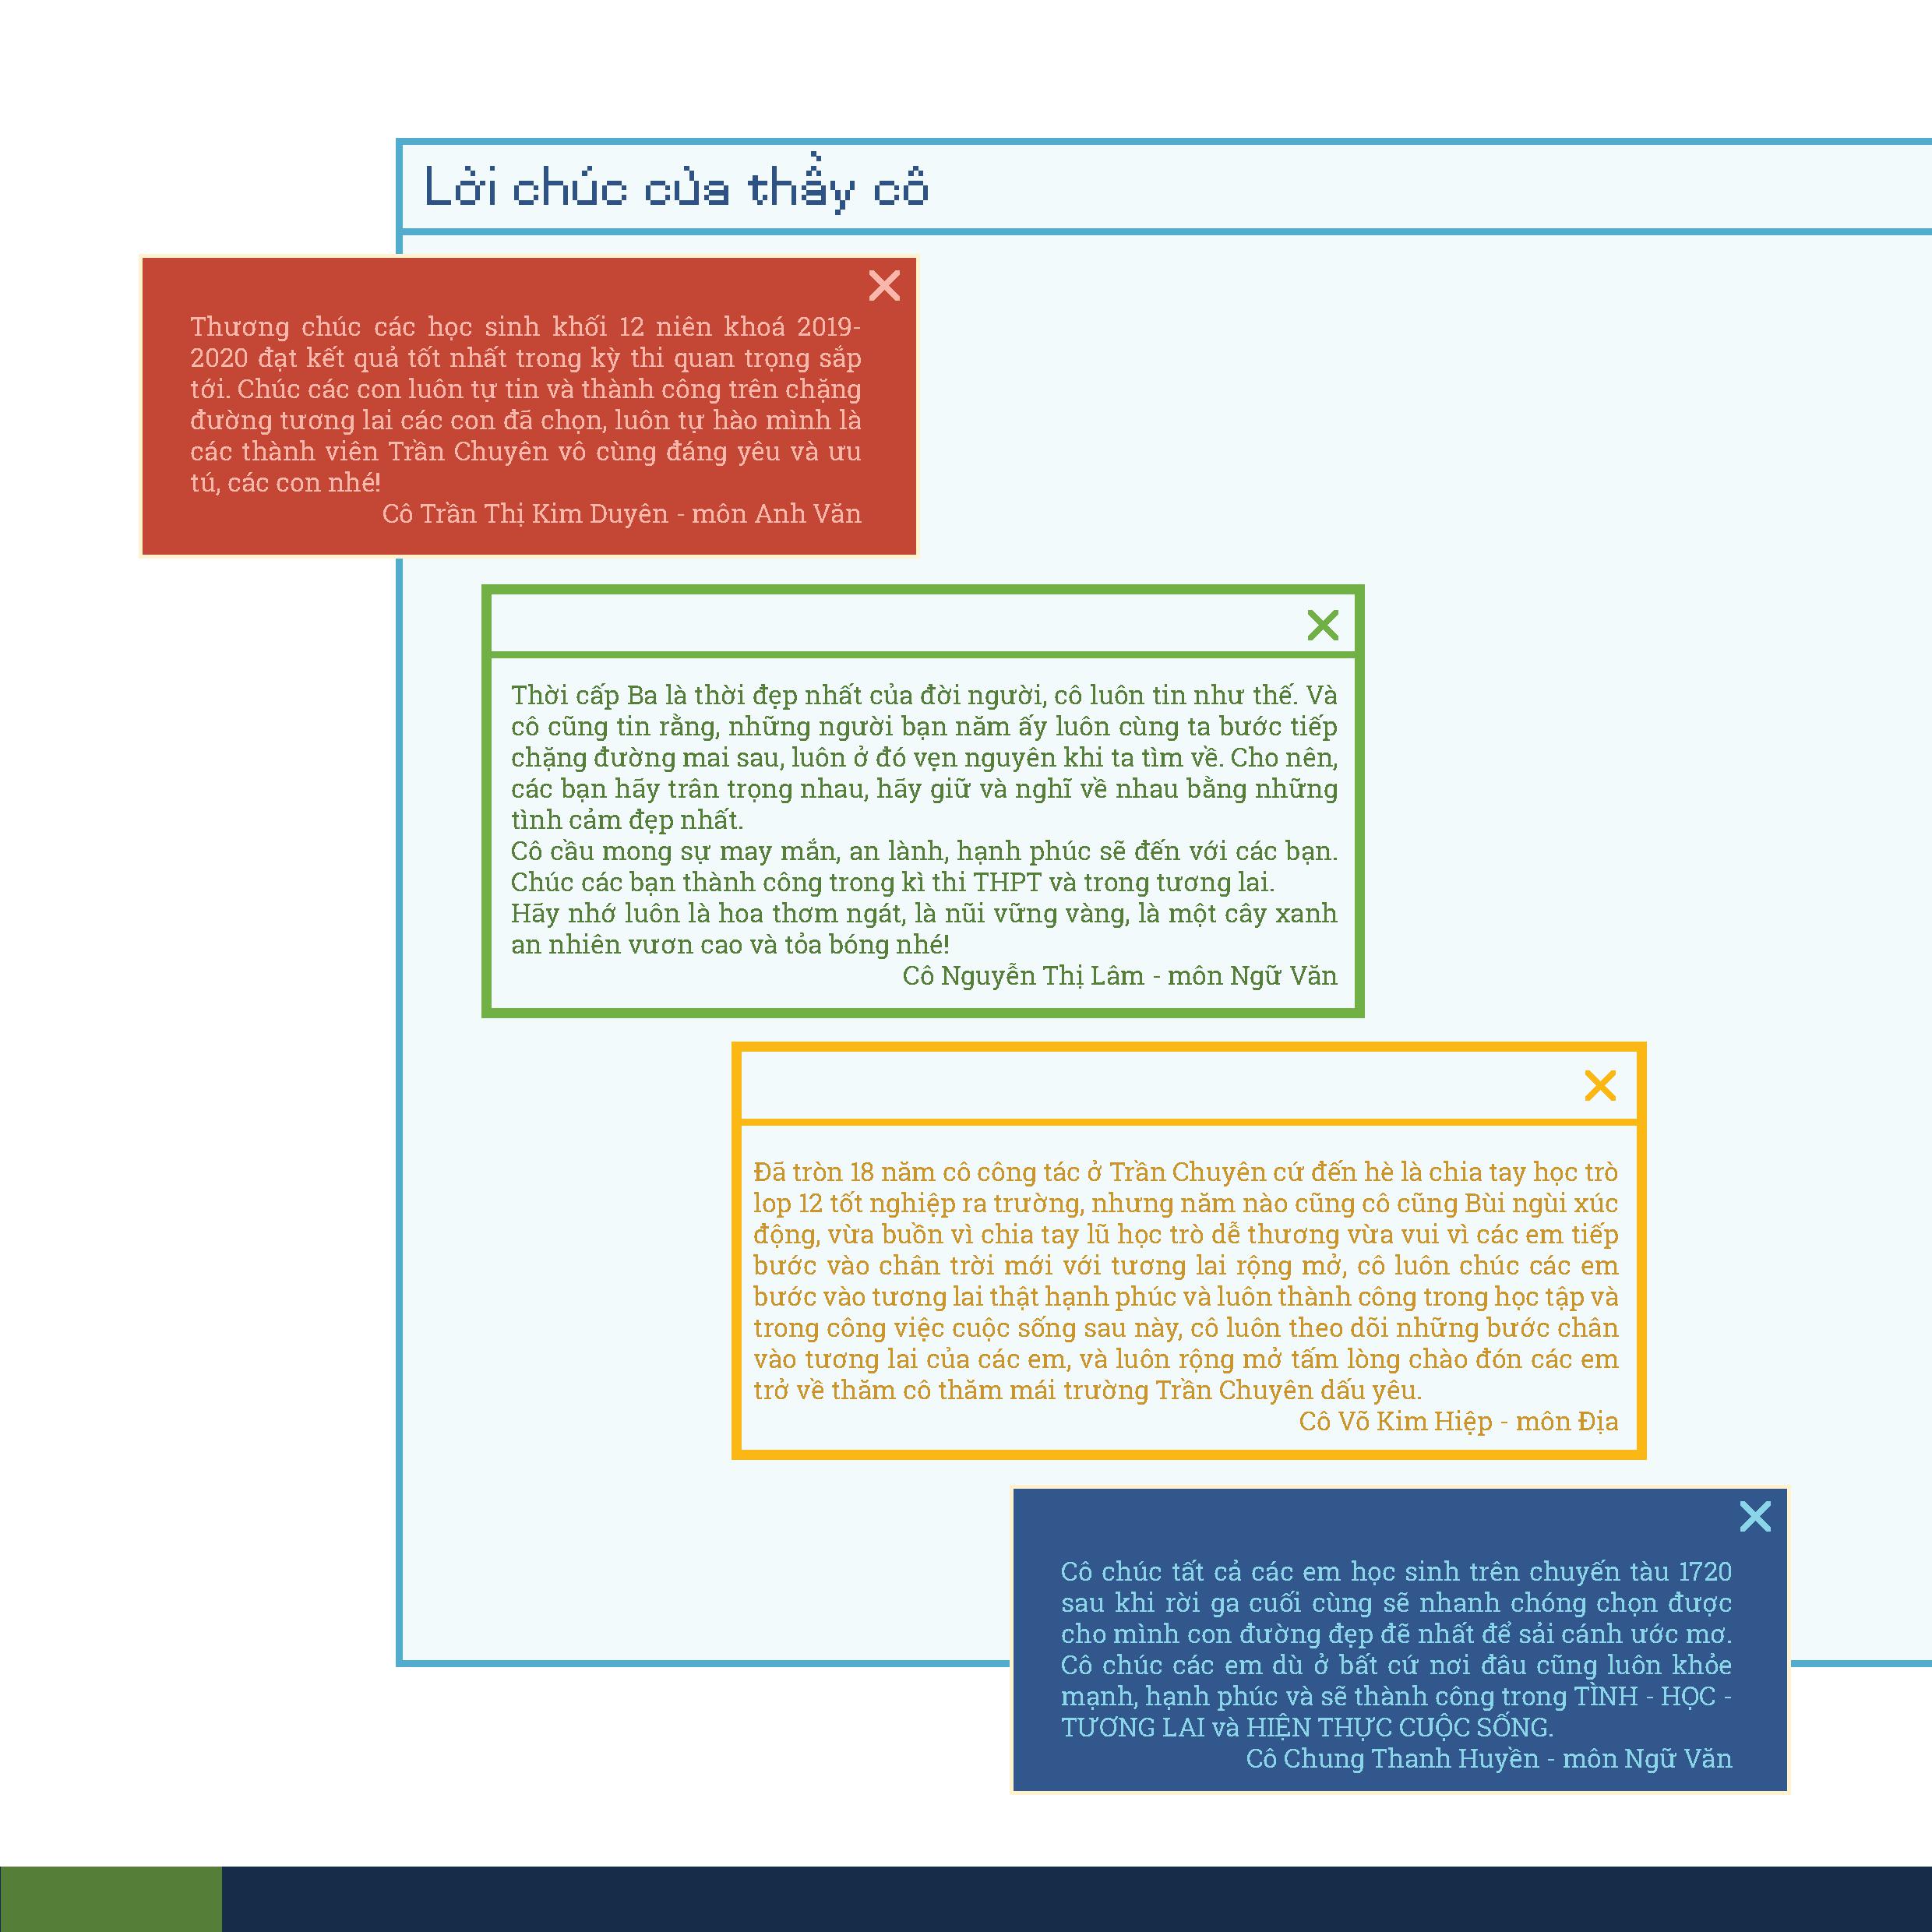 Lời chúc của thầy cô
Thương chúc các học sinh khối 12 niên khoá 2019-
2020 đạt kết quả tốt nhất trong kỳ thi quan trọng sắp
tới. Chúc các con luôn tự tin và thành công trên chặng
đường tương lai các con đã chọn, luôn tự hào mình là
các thành viên Trần Chuyên vô cùng đáng yêu và ưu
tú, các con nhé!
Cô Trần Thị Kim Duyên - môn Anh Văn
Thời cấp Ba là thời đẹp nhất của đời người, cô luôn tin như thế. Và
cô cũng tin rằng, những người bạn năm ấy luôn cùng ta bước tiếp
chặng đường mai sau, luôn ở đó vẹn nguyên khi ta tìm về. Cho nên,
các bạn hãy trân trọng nhau, hãy giữ và nghĩ về nhau bằng những
tình cảm đẹp nhất.
Cô cầu mong sự may mắn, an lành, hạnh phúc sẽ đến với các bạn.
Chúc các bạn thành công trong kì thi THPT và trong tương lai.
Hãy nhớ luôn là hoa thơm ngát, là nũi vững vàng, là một cây xanh
an nhiên vươn cao và tỏa bóng nhé!
Cô Nguyễn Thị Lâm - môn Ngữ Văn
Đã tròn 18 năm cô công tác ở Trần Chuyên cứ đến hè là chia tay học trò
lop 12 tốt nghiệp ra trường, nhưng năm nào cũng cô cũng Bùi ngùi xúc
động, vừa buồn vì chia tay lũ học trò dễ thương vừa vui vì các em tiếp
bước vào chân trời mới với tương lai rộng mở, cô luôn chúc các em
bước vào tương lai thật hạnh phúc và luôn thành công trong học tập và
trong công việc cuộc sống sau này, cô luôn theo dõi những bước chân
vào tương lai của các em, và luôn rộng mở tấm lòng chào đón các em
trở về thăm cô thăm mái trường Trần Chuyên dấu yêu.
Cô Võ Kim Hiệp - môn Địa
Cô chúc tất cả các em học sinh trên chuyến tàu 1720
sau khi rời ga cuối cùng sẽ nhanh chóng chọn được
cho mình con đường đẹp đẽ nhất để sải cánh ước mơ.
Cô chúc các em dù ở bất cứ nơi đâu cũng luôn khỏe
mạnh, hạnh phúc và sẽ thành công trong TÌNH - HỌC -
TƯƠNG LAI và HIỆN THỰC CUỘC SỐNG.
Cô Chung Thanh Huyền - môn Ngữ Văn